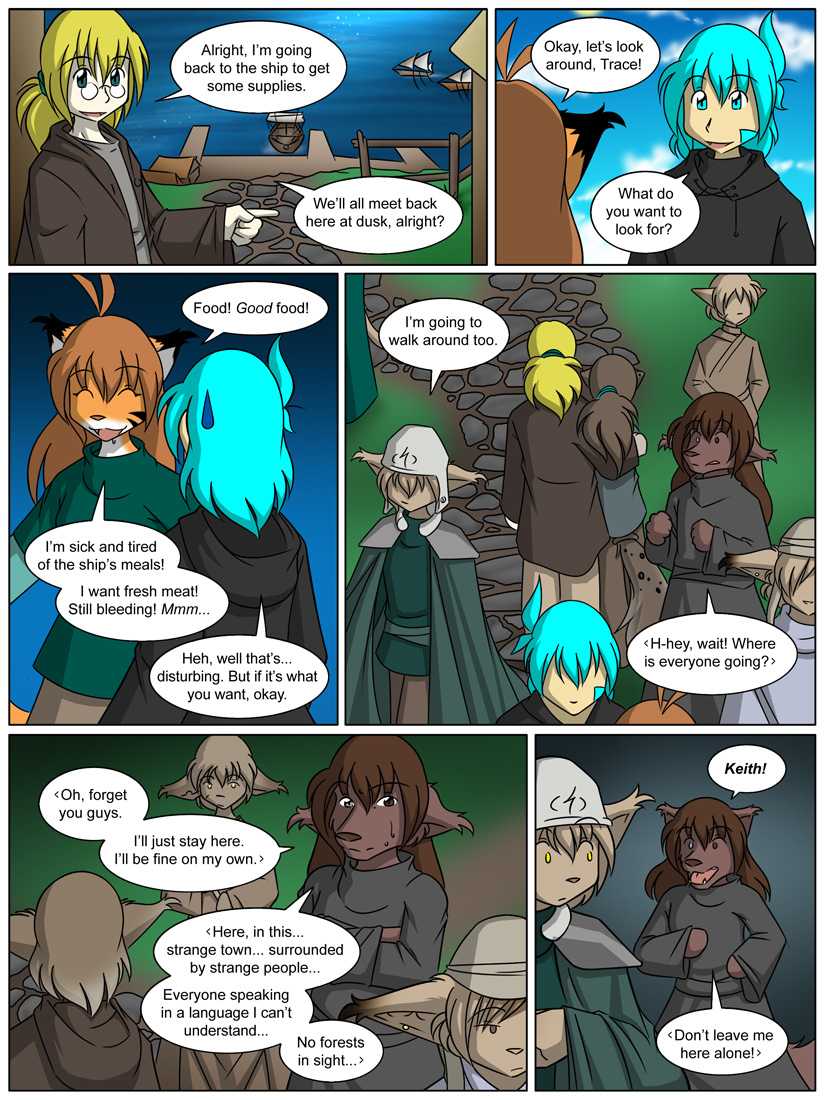 Alright, I'm going
back to the ship to get
some supplies.
We'll all meet back
here at dusk, alright?
Okay, let's look
around, Trace!
What do
you want to
look for?
Food! Good food!
I'm sick and tired
of the ship's meals!
I want fresh meat!
Still bleeding! Mmm...
Heh, well that's...
disturbing. But if it's what
you want, okay.
I'm going to
walk around too.
‹H-hey, wait! Where
is everyone going?›
‹Oh, forget
you guys.
I'll just stay here.
I'll be fine on my own.›
‹Here, in this...
strange town... surrounded
by strange people...
Everyone speaking
in a language I can't
understand...
No forests
in sight...›
Keith!
‹Don't leave me
here alone!›